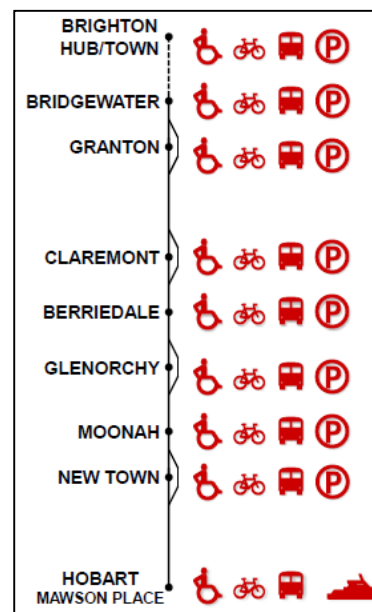 BRIGHTON
HUB/TOWN
P
BRIDGEWATER
P
GRANTON
P
CLAREMONT
P
BERRIEDALE
P
GLENORCHY
P
MOONAH
P
NEW TOWN
P
HOBART
MAWSON PLACE